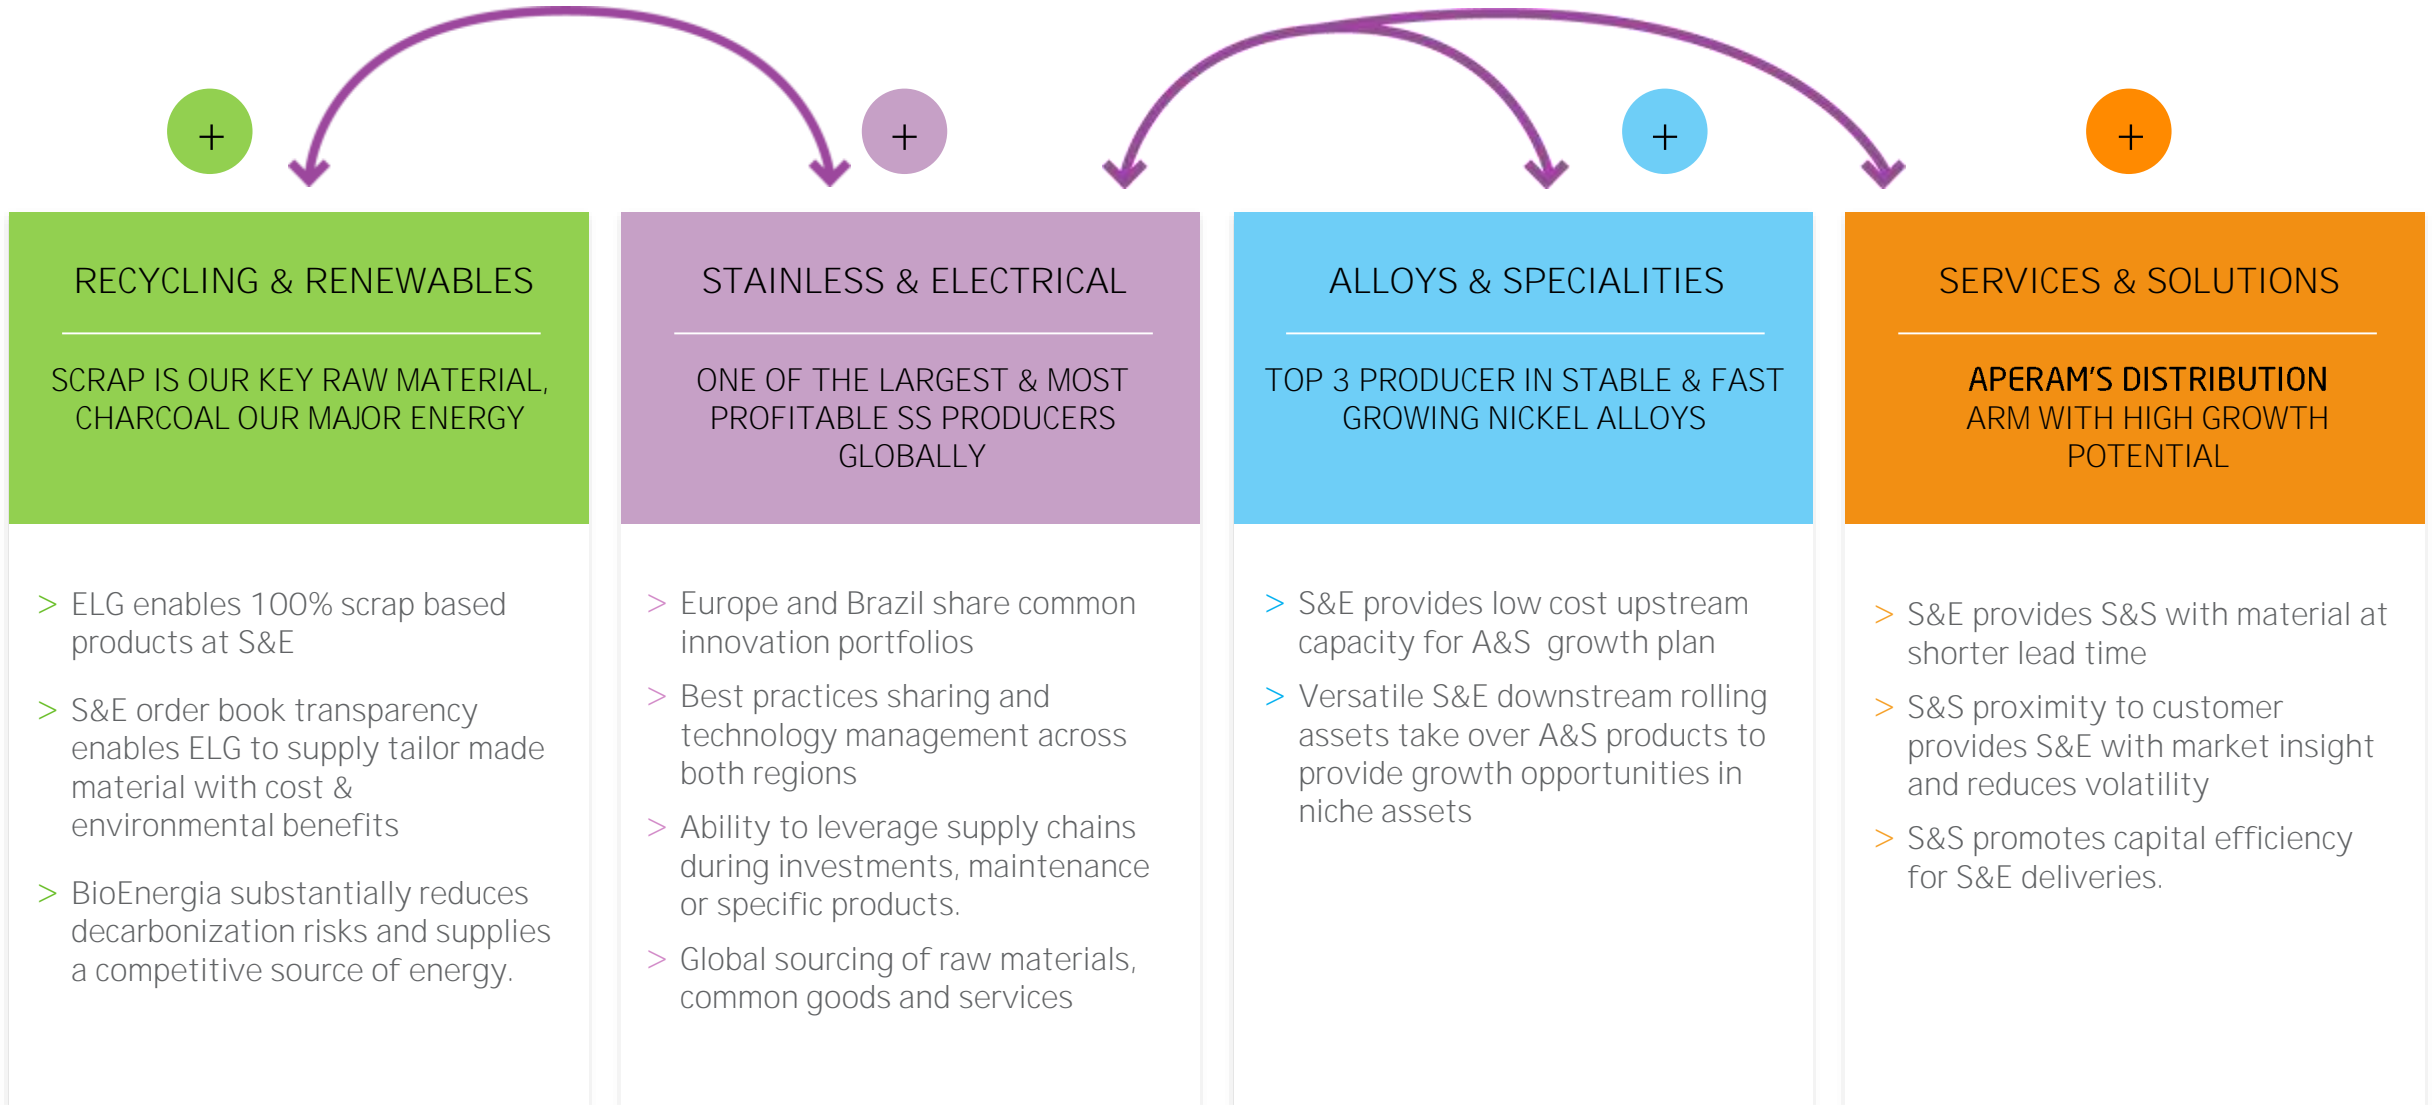 +
+
+
+
RECYCLING & RENEWABLES
SCRAP IS OUR KEY RAW MATERIAL,
CHARCOAL OUR MAJOR ENERGY
> ELG enables 100% scrap based
products at S&E
> S&E order book transparency
enables ELG to supply tailor made
material with cost &
environmental benefits
> BioEnergia substantially reduces
decarbonization risks and supplies
a competitive source of energy.
STAINLESS & ELECTRICAL
ONE OF THE LARGEST & MOST
PROFITABLE SS PRODUCERS
GLOBALLY
> Europe and Brazil share common
innovation portfolios
> Best practices sharing and
technology management across
both regions
> Ability to leverage supply chains
during investments, maintenance
or specific products.
> Global sourcing of raw materials,
common goods and services
ALLOYS & SPECIALITIES
TOP 3 PRODUCER IN STABLE & FAST
GROWING NICKEL ALLOYS
> S&E provides low cost upstream
capacity for A&S growth plan
> Versatile S&E downstream rolling
assets take over A&S products to
provide growth opportunities in
niche assets
SERVICES & SOLUTIONS
APERAM'S DISTRIBUTION
ARM WITH HIGH GROWTH
POTENTIAL
> S&E provides S&S with material at
shorter lead time
> S&S proximity to customer
provides S&E with market insight
and reduces volatility
> S&S promotes capital efficiency
for S&E deliveries.